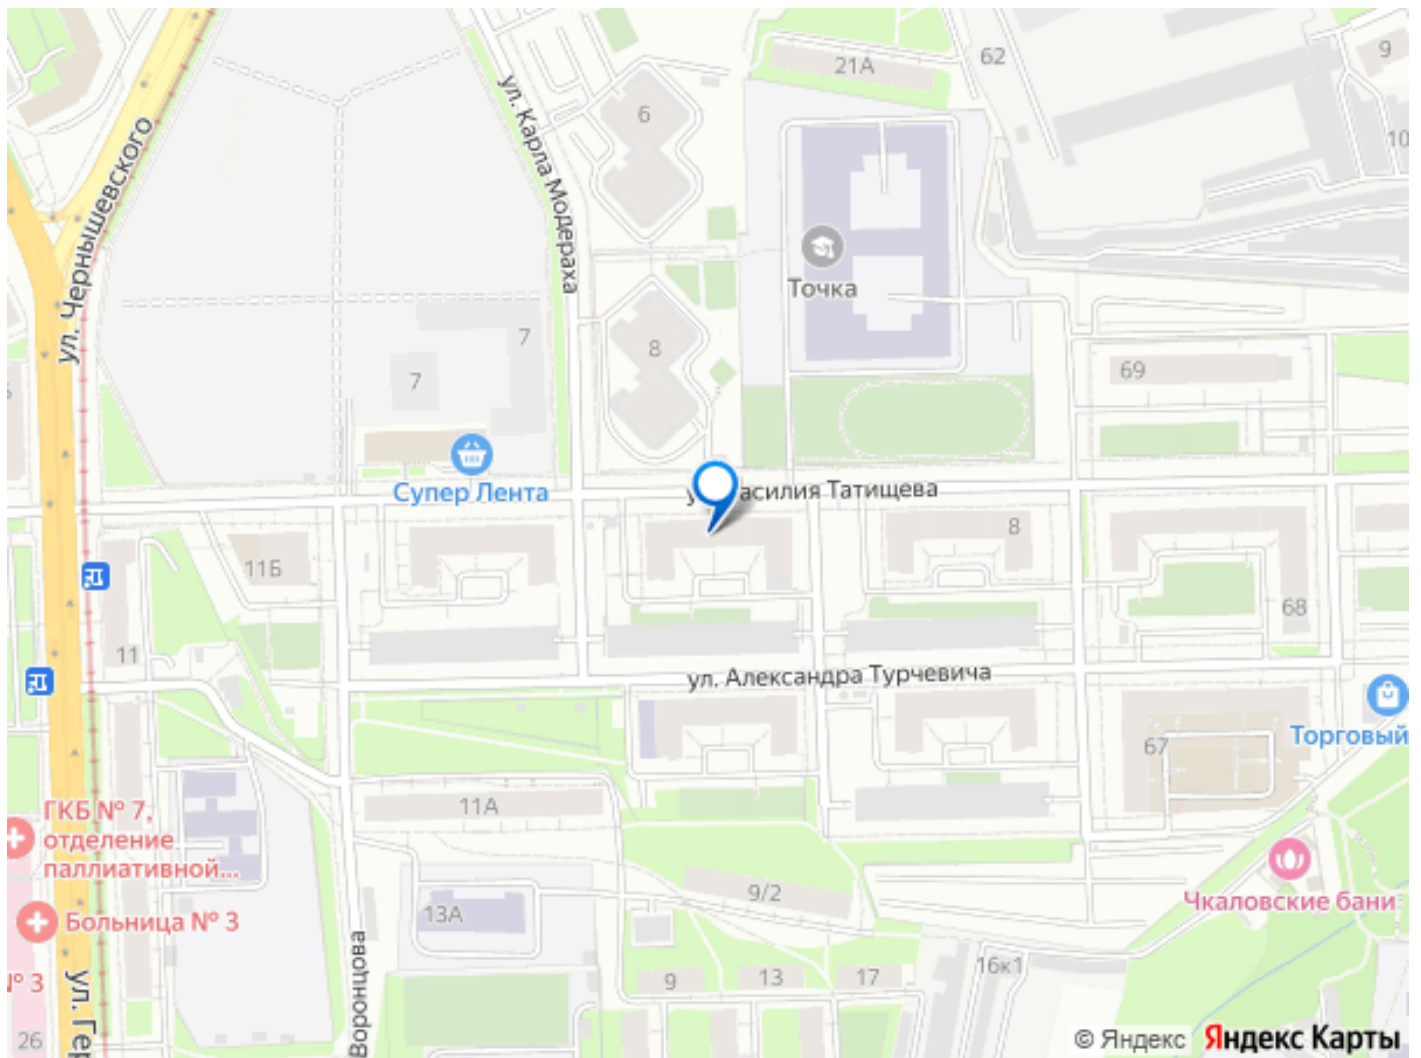 62
9
21А
6
10
ул. Карла Модераха
ул. Чернышевского
Точка
7
8
7
69
Супер Лента
асилия Татищева
8
11Б
68
11
ул. Александра Турчевича
Торговый
67
11А
ГКБ № 7,
отделение
паллиативной...
9/2
Чкаловские бани
13А
Больница № 3
Воронцова
16к1
№ 3
ул. Гер
9
13
17
26
© Яндекс Яндекс Карты